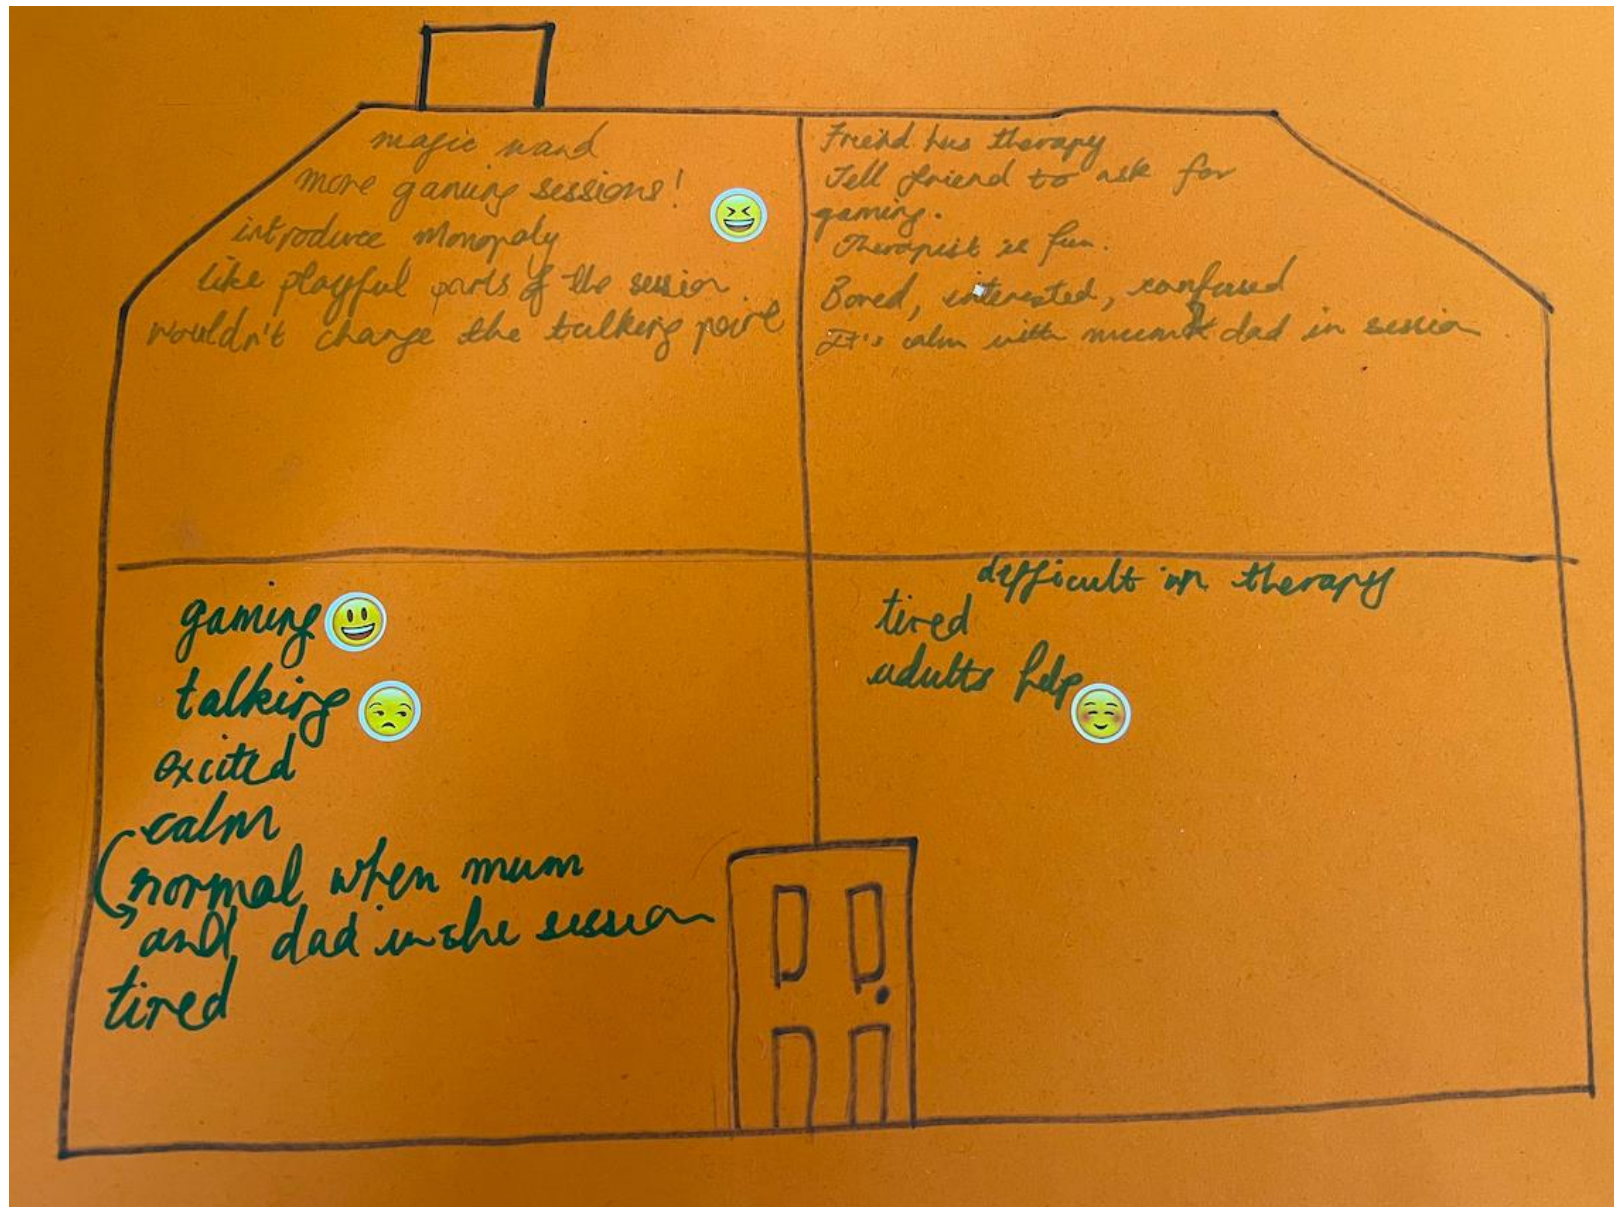 magic wand
more gaming sessions!
introduce Monopoly
like playful parts of the session
wouldn't change the talking point
Friend has therapy
Tell friend to ask for
gaming.
Therapist is fun.
Bored, interested, confused
It's calm with mum & dad in session
gaming
talking
excited
calm
normal when mum
and dad in the session
tired
difficult in therapy
tired
adults help